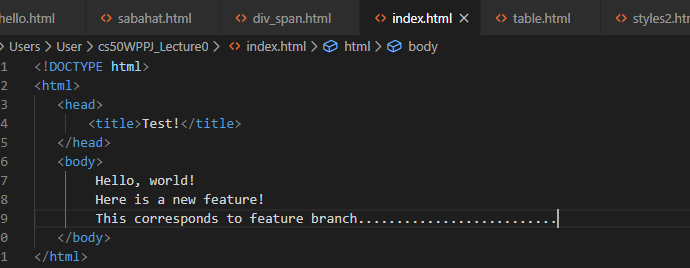 hello.html sabahat.html div_span.html index.html × table.html styles2.htm
Users > User > cs50WPPJ_Lecture0 > index.html > html > body
1 <!DOCTYPE html>
2 <html>
3 <head>
4 <title>Test!</title>
5 </head>
6 <body>
7 Hello, world!
8 Here is a new feature!
9 This corresponds to feature branch..........................
0 </body>
1 </html>